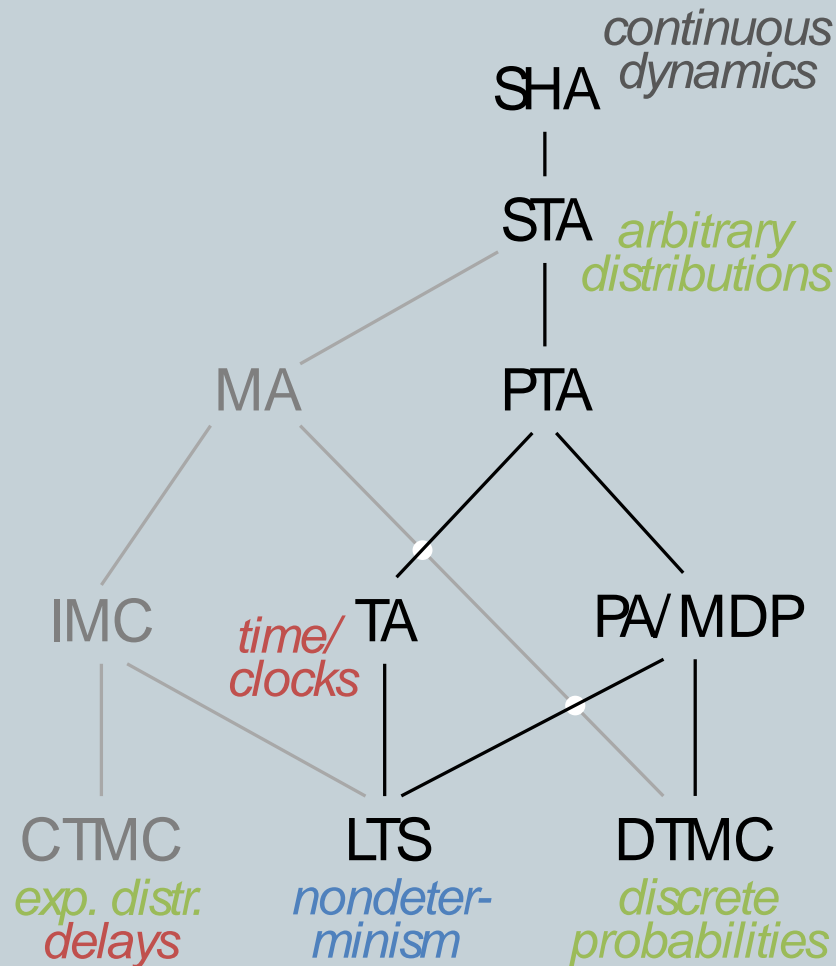 continuous
dynamics
SHA
STA
arbitrary
distributions
MA
PTA
IMC
time/
clocks
TA
PA/MDP
CTMC
LTS
DTMC
exp. distr.
delays
nondeter-
minism
discrete
probabilities